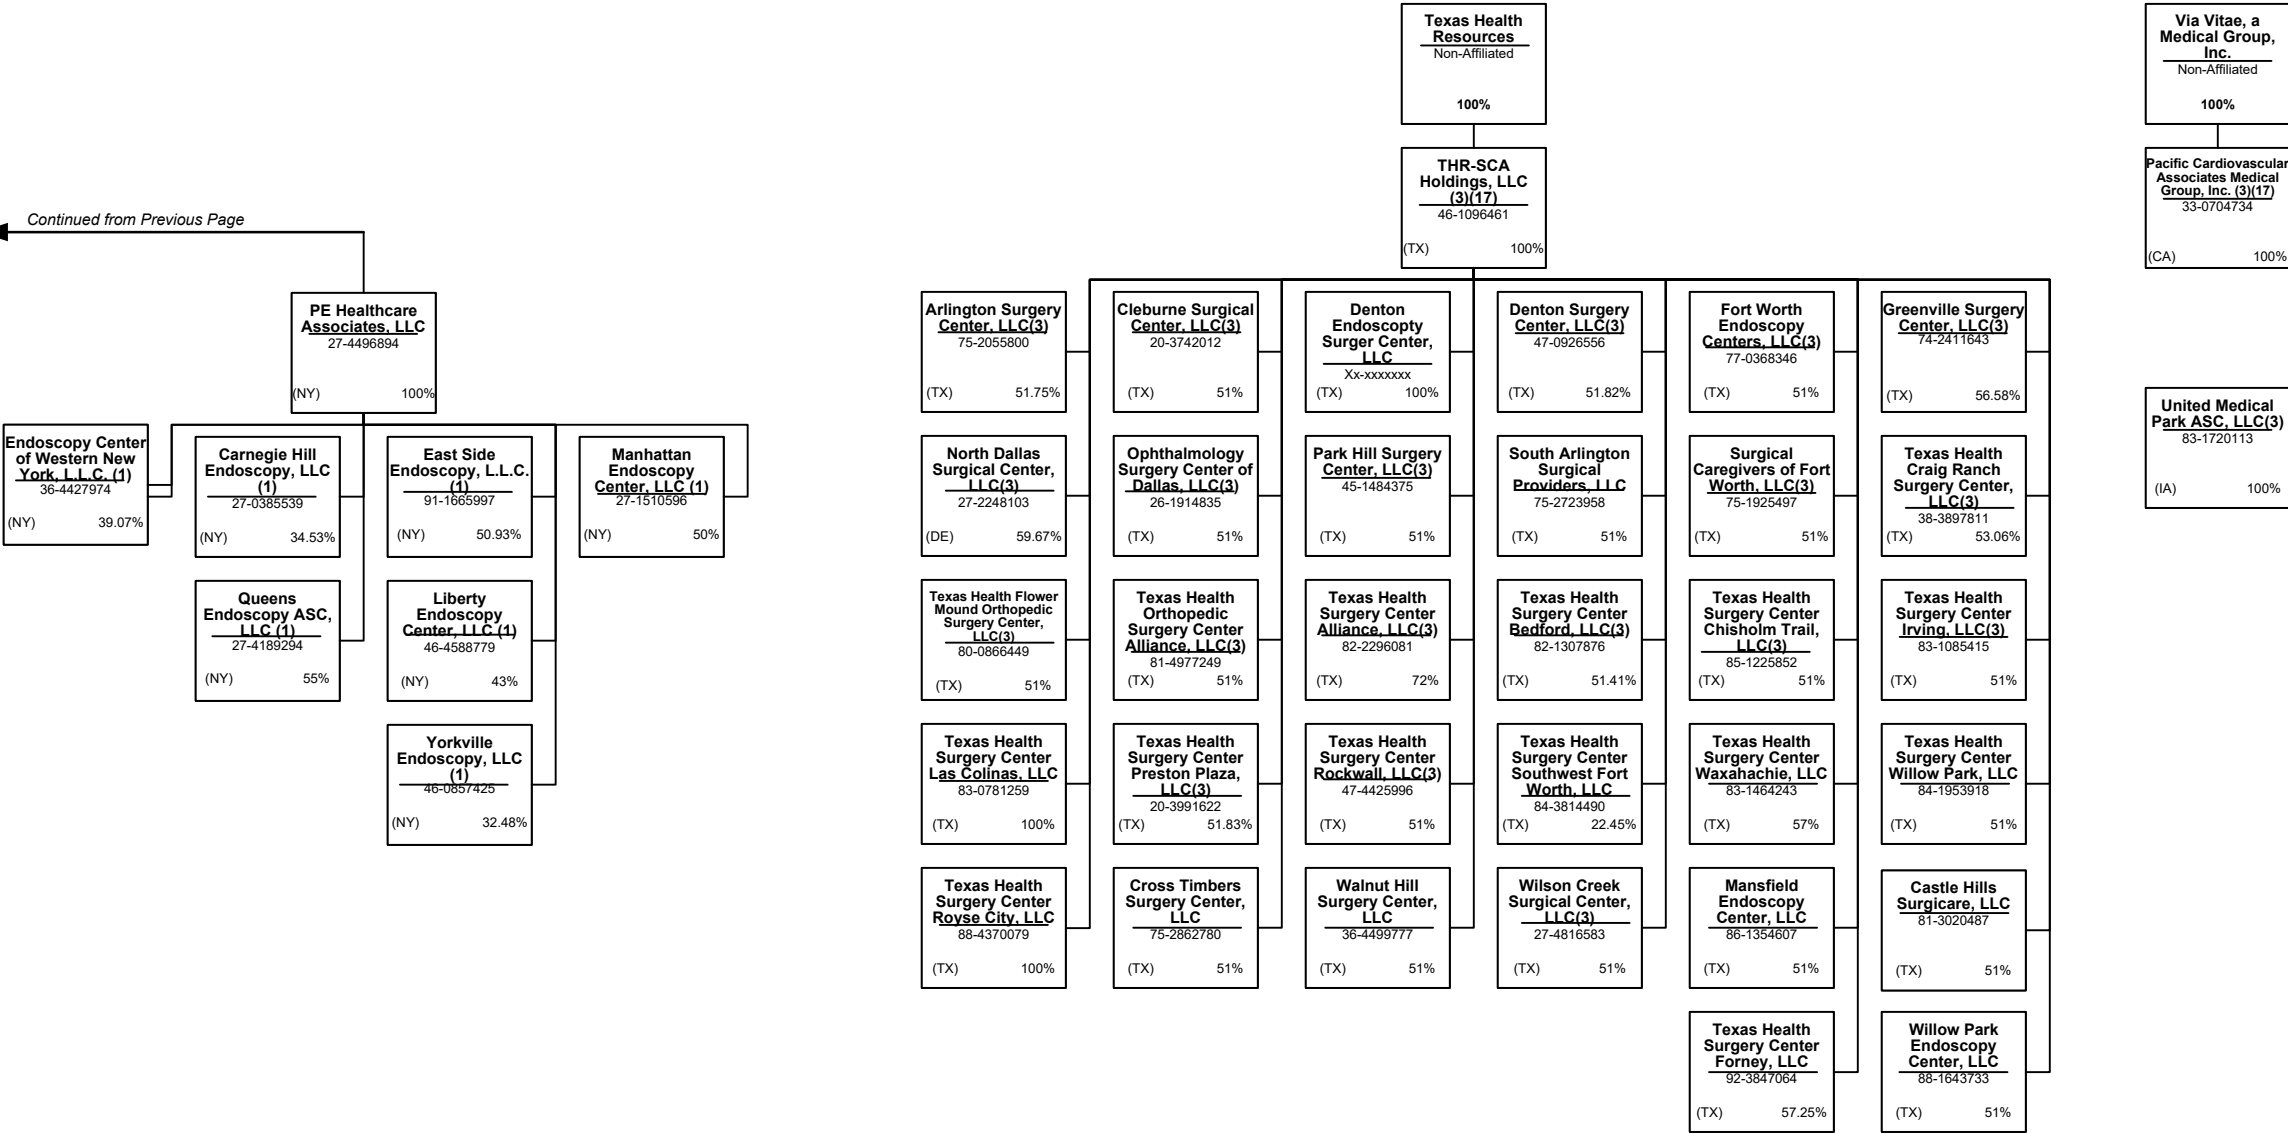 Texas Health
Resources
Non-Affiliated
100%
Via Vitae, a
Medical Group,
Inc.
Non-Affiliated
100%
THR-SCA
Holdings, LLC
(3)(17)
46-1096461
(TX) 100%
Pacific Cardiovascular
Associates Medical
Group, Inc. (3)(17)
33-0704734
(CA) 100%
Continued from Previous Page
PE Healthcare
Associates, LLC
27-4496894
(NY) 100%
Endoscopy Center
of Western New
York, L.L.C. (1)
36-4427974
(NY) 39.07%
Carnegie Hill
Endoscopy, LLC
(1)
27-0385539
(NY) 34.53%
East Side
Endoscopy, L.L.C.
(1)
91-1665997
(NY) 50.93%
Manhattan
Endoscopy
Center, LLC (1)
27-1510596
(NY) 50%
Queens
Endoscopy ASC,
LLC (1)
27-4189294
(NY) 55%
Liberty
Endoscopy
Center, LLC (1)
46-4588779
(NY) 43%
Yorkville
Endoscopy, LLC
(1)
46-0857425
(NY) 32.48%
Arlington Surgery
Center, LLC(3)
75-2055800
(TX) 51.75%
Cleburne Surgical
Center, LLC(3)
20-3742012
(TX) 51%
Denton
Endoscopty
Surger Center,
LLC
Xx-xxxxxxx
(TX) 100%
Denton Surgery
Center, LLC(3)
47-0926556
(TX) 51.82%
Fort Worth
Endoscopy
Centers, LLC(3)
77-0368346
(TX) 51%
Greenville Surgery
Center, LLC(3)
74-2411643
(TX) 56.58%
United Medical
Park ASC, LLC(3)
83-1720113
(IA) 100%
North Dallas
Surgical Center,
LLC(3)
27-2248103
(DE) 59.67%
Ophthalmology
Surgery Center of
Dallas, LLC(3)
26-1914835
(TX) 51%
Park Hill Surgery
Center, LLC(3)
45-1484375
(TX) 51%
South Arlington
Surgical
Providers, LLC
75-2723958
(TX) 51%
Surgical
Caregivers of Fort
Worth, LLC(3)
75-1925497
(TX) 51%
Texas Health
Craig Ranch
Surgery Center,
LLC(3)
38-3897811
(TX) 53.06%
Texas Health Flower
Mound Orthopedic
Surgery Center,
LLC(3)
80-0866449
(TX) 51%
Texas Health
Orthopedic
Surgery Center
Alliance, LLC(3)
81-4977249
(TX) 51%
Texas Health
Surgery Center
Alliance, LLC(3)
82-2296081
(TX) 72%
Texas Health
Surgery Center
Bedford, LLC(3)
82-1307876
(TX) 51.41%
Texas Health
Surgery Center
Chisholm Trail,
LLC(3)
85-1225852
(TX) 51%
Texas Health
Surgery Center
Irving, LLC(3)
83-1085415
(TX) 51%
Texas Health
Surgery Center
Las Colinas, LLC
83-0781259
(TX) 100%
Texas Health
Surgery Center
Preston Plaza,
LLC(3)
20-3991622
(TX) 51.83%
Texas Health
Surgery Center
Rockwall, LLC(3)
47-4425996
(TX) 51%
Texas Health
Surgery Center
Southwest Fort
Worth, LLC
84-3814490
(TX) 22.45%
Texas Health
Surgery Center
Waxahachie, LLC
83-1464243
(TX) 57%
Texas Health
Surgery Center
Willow Park, LLC
84-1953918
(TX) 51%
Texas Health
Surgery Center
Royse City, LLC
88-4370079
(TX) 100%
Cross Timbers
Surgery Center,
LLC
75-2862780
(TX) 51%
Walnut Hill
Surgery Center,
LLC
36-4499777
(TX) 51%
Wilson Creek
Surgical Center,
LLC(3)
27-4816583
(TX) 51%
Mansfield
Endoscopy
Center, LLC
86-1354607
(TX) 51%
Castle Hills
Surgicare, LLC
81-3020487
(TX) 51%
Texas Health
Surgery Center
Forney, LLC
92-3847064
(TX) 57.25%
Willow Park
Endoscopy
Center, LLC
88-1643733
(TX) 51%